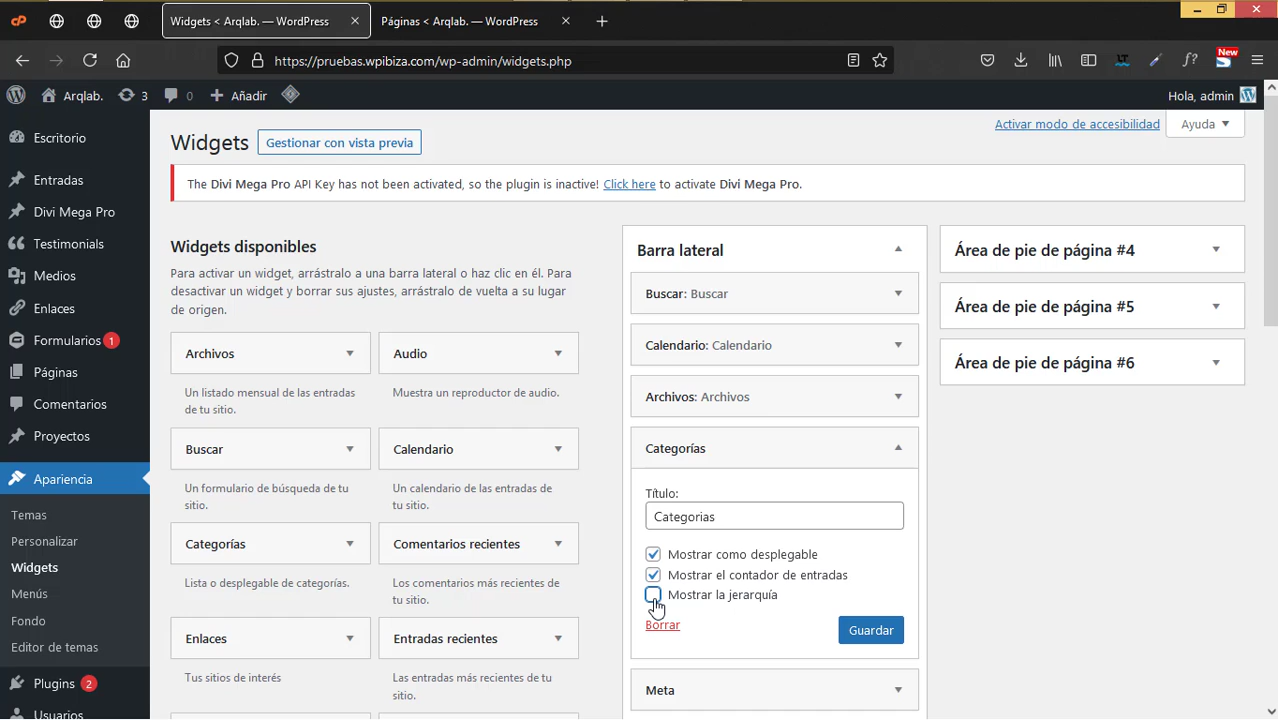 Widgets < Arqlab. — WordPress
Páginas < Arqlab. — WordPress
https://pruebas.wpibiza.com/wp-admin/widgets.php
New
Arqlab.
3
0
Añadir
Hola, admin
Escritorio
Entradas
Divi Mega Pro
Testimonials
Medios
Enlaces
Formularios 1
Páginas
Comentarios
Proyectos
Apariencia
Temas
Personalizar
Widgets
Menús
Fondo
Editor de temas
Plugins 2
Usuarios
Widgets
Gestionar con vista previa
Activar modo de accesibilidad
Ayuda
The Divi Mega Pro API Key has not been activated, so the plugin is inactive! Click here to activate Divi Mega Pro.
Widgets disponibles
Para activar un widget, arrástralo a una barra lateral o haz clic en él. Para
desactivar un widget y borrar sus ajustes, arrástralo de vuelta a su lugar
de origen.
Archivos
Un listado mensual de las entradas
de tu sitio.
Audio
Muestra un reproductor de audio.
Buscar
Un formulario de búsqueda de tu
sitio.
Calendario
Un calendario de las entradas de
tu sitio.
Categorías
Lista o desplegable de categorías.
Comentarios recientes
Los comentarios más recientes de
tu sitio.
Enlaces
Tus sitios de interés
Entradas recientes
Las entradas más recientes de tu
sitio.
Barra lateral
Buscar: Buscar
Calendario: Calendario
Archivos: Archivos
Categorías
Título:
Categorias
Mostrar como desplegable
Mostrar el contador de entradas
Mostrar la jerarquía
Borrar
Guardar
Meta
Área de pie de página #4
Área de pie de página #5
Área de pie de página #6